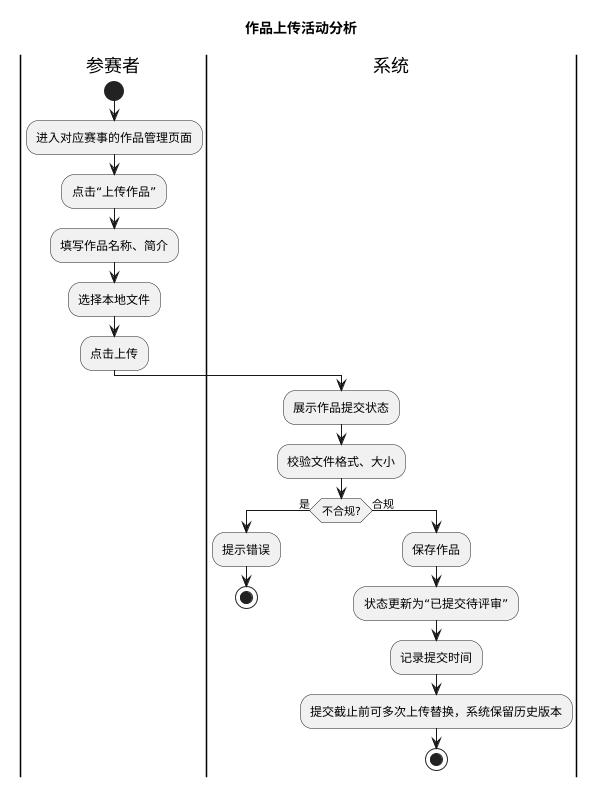 作品上传活动分析
参赛者
系统
进入对应赛事的作品管理页面
点击“上传作品”
填写作品名称、简介
选择本地文件
点击上传
展示作品提交状态
校验文件格式、大小
是
不合规?
合规
提示错误
保存作品
状态更新为“已提交待评审”
记录提交时间
提交截止前可多次上传替换，系统保留历史版本